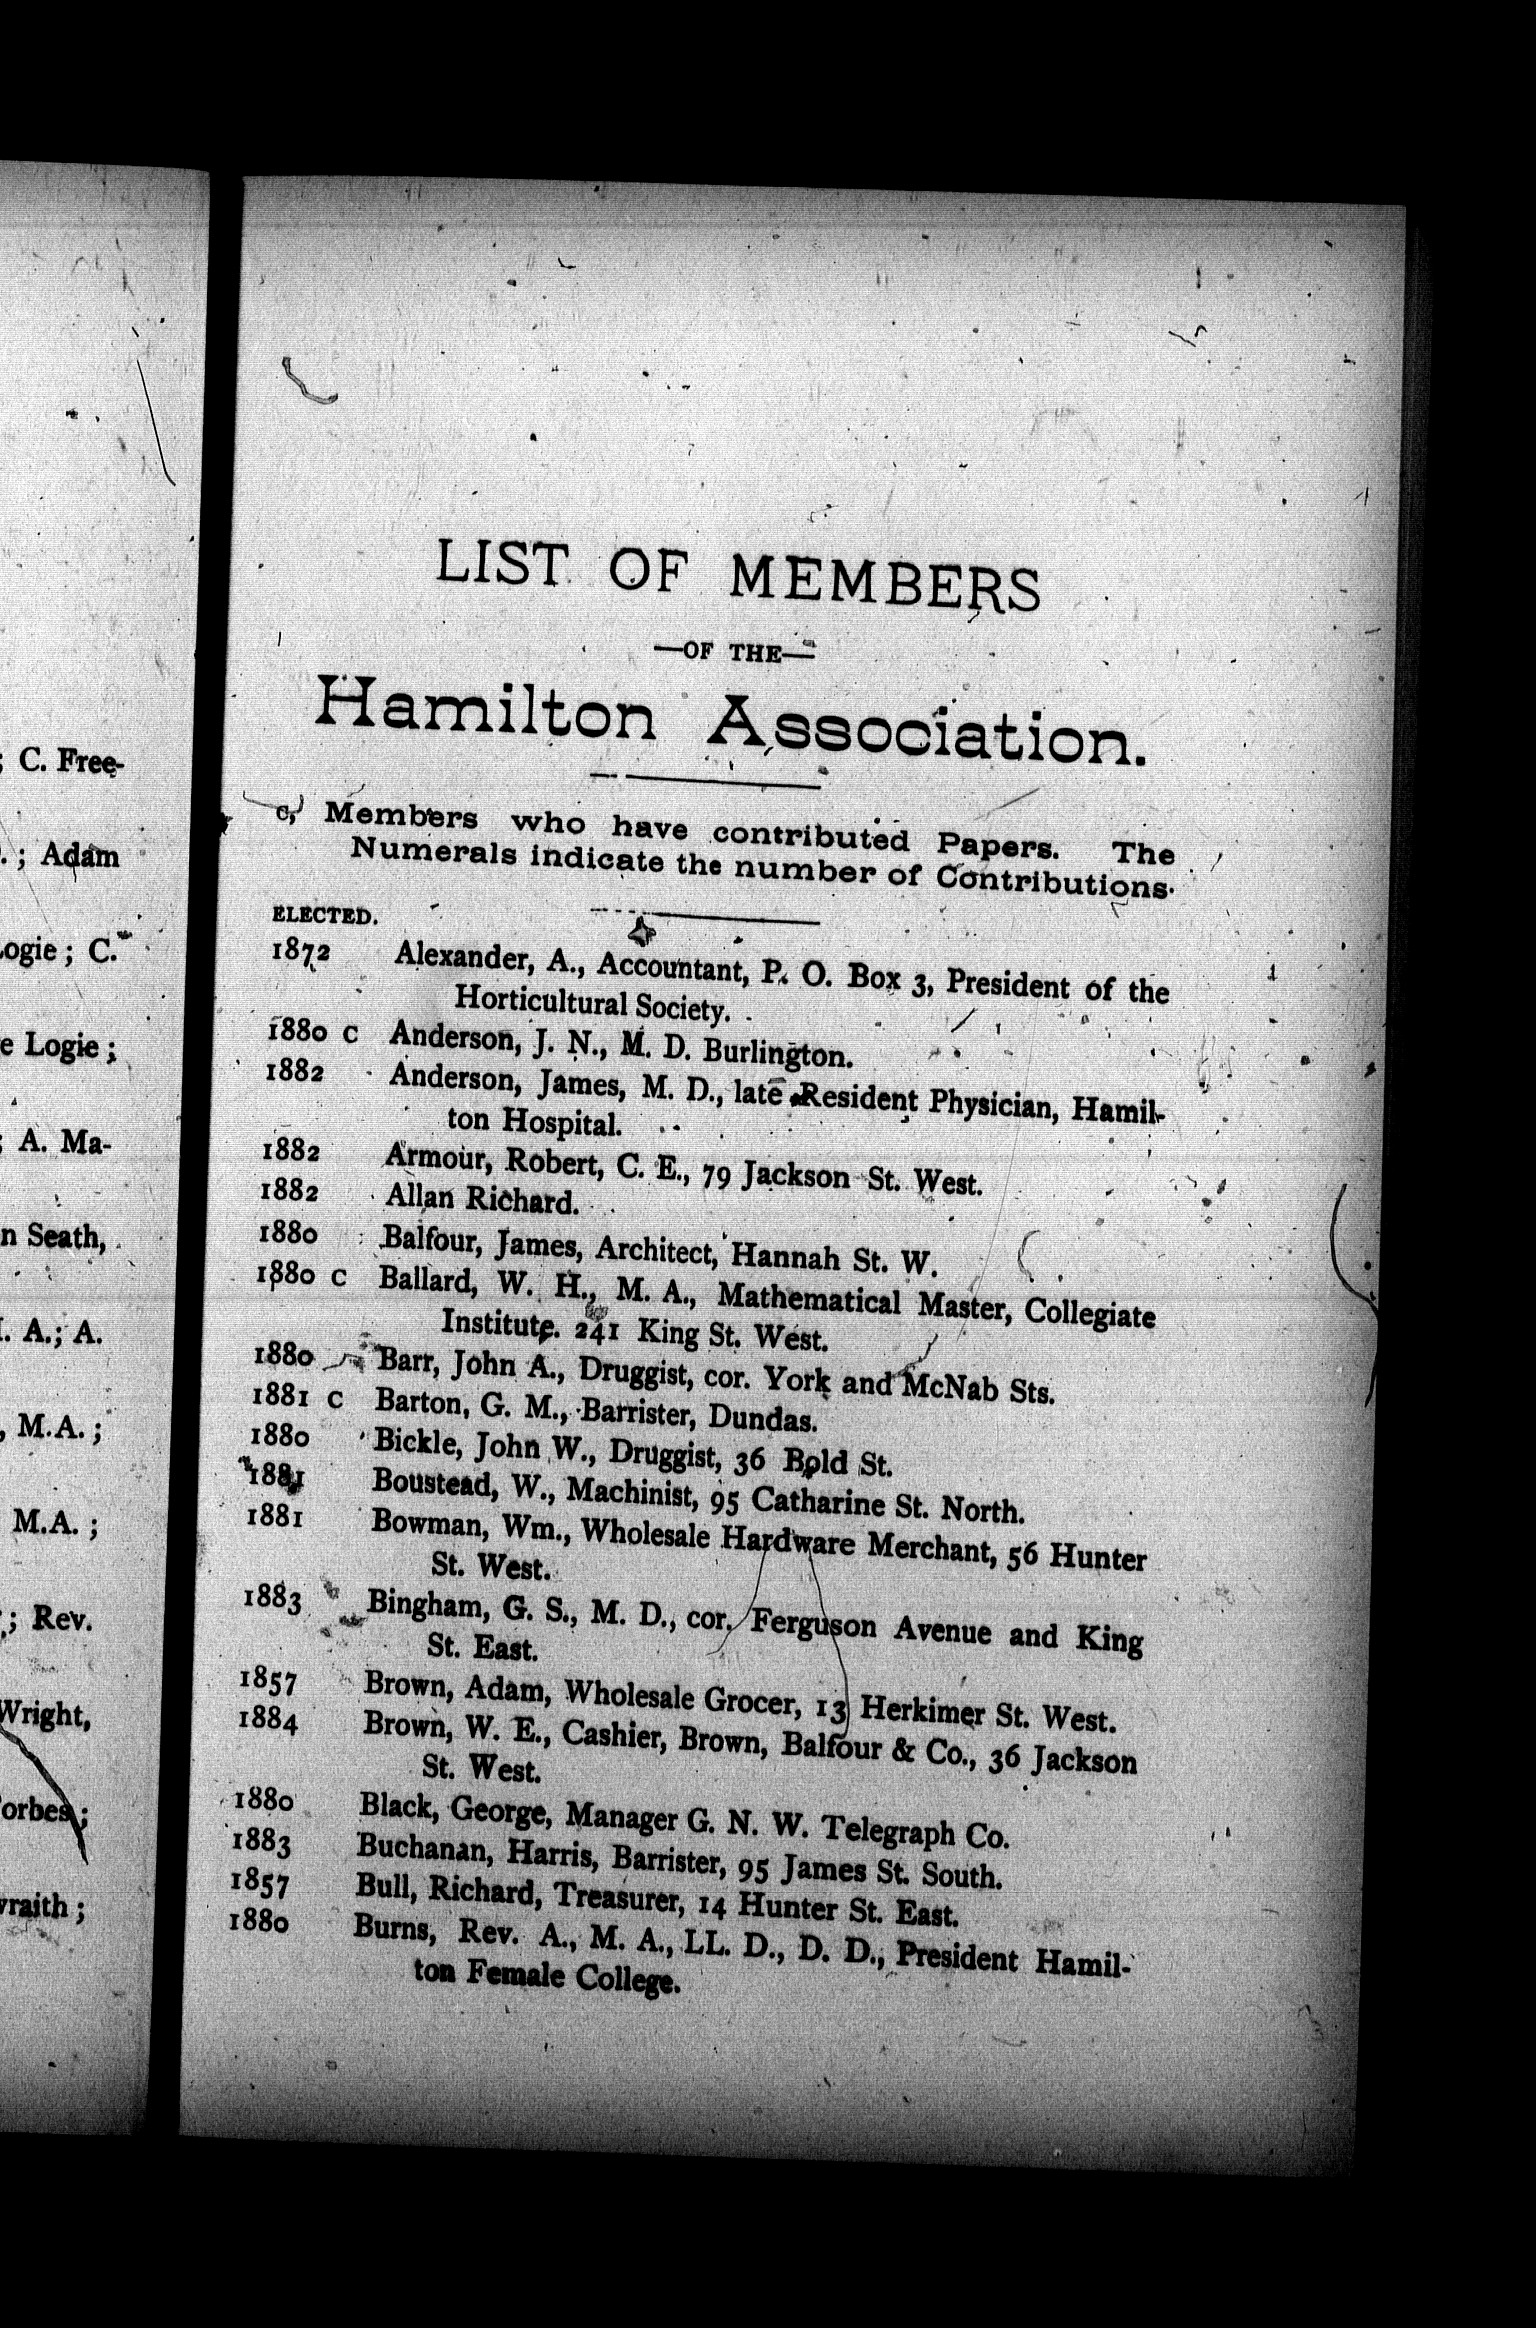 ; C. Free-
. ; Adam
Logie ; C.
e Logie ;
; A. Ma-
n Seath,
. A.; A.
, M.A. ;
M.A. ;
; Rev.
Wright,
orbes ;
wraith ;
LIST OF MEMBERS
—OF THE—
Hamilton Association.
c, Members who have contributed Papers. The
Numerals indicate the number of Contributions.
ELECTED.
1872 Alexander, A., Accountant, P. O. Box 3, President of the
Horticultural Society.
1880 c Anderson, J. N., M. D. Burlington.
1882 Anderson, James, M. D., late Resident Physician, Hamil-
ton Hospital.
1882 Armour, Robert, C. E., 79 Jackson St. West.
1882 Allan Richard.
1880 Balfour, James, Architect, Hannah St. W.
1880 c Ballard, W. H., M. A., Mathematical Master, Collegiate
Institute. 241 King St. West.
1880 Barr, John A., Druggist, cor. York and McNab Sts.
1881 c Barton, G. M., Barrister, Dundas.
1880 Bickle, John W., Druggist, 36 Bold St.
1881 Boustead, W., Machinist, 95 Catharine St. North.
1881 Bowman, Wm., Wholesale Hardware Merchant, 56 Hunter
St. West.
1883 Bingham, G. S., M. D., cor. Ferguson Avenue and King
St. East.
1857 Brown, Adam, Wholesale Grocer, 13 Herkimer St. West.
1884 Brown, W. E., Cashier, Brown, Balfour & Co., 36 Jackson
St. West.
1880 Black, George, Manager G. N. W. Telegraph Co.
1883 Buchanan, Harris, Barrister, 95 James St. South.
1857 Bull, Richard, Treasurer, 14 Hunter St. East.
1880 Burns, Rev. A., M. A., LL. D., D. D., President Hamil-
ton Female College.